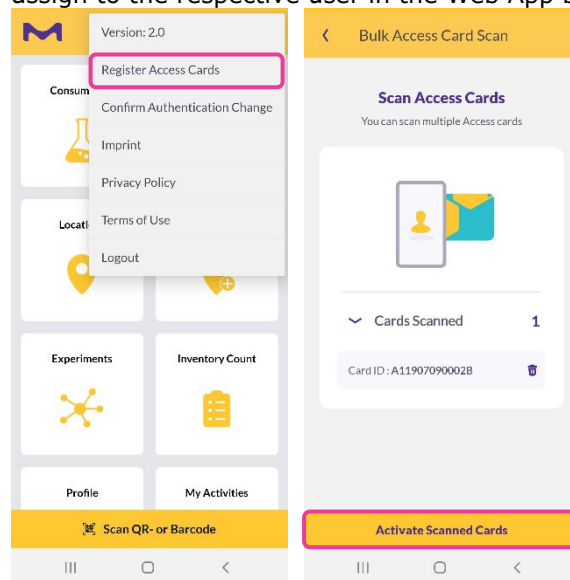 assign to the respective user in the Web App b
Version: 2.0
Register Access Cards
Confirm Authentication Change
Imprint
Privacy Policy
Terms of Use
Logout
Consum
Locati
Experiments
Inventory Count
Profile
My Activities
Scan QR- or Barcode
Bulk Access Card Scan
Scan Access Cards
You can scan multiple Access cards
Cards Scanned 1
Card ID : A11907090002B
Activate Scanned Cards